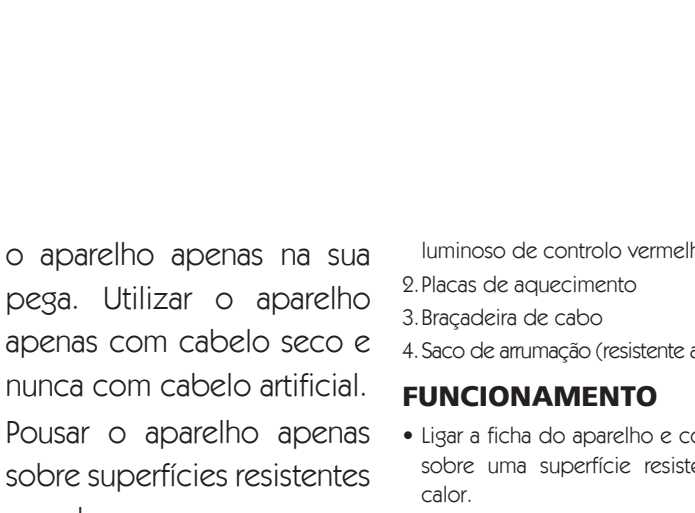 o aparelho apenas na sua
pega. Utilizar o aparelho
apenas com cabelo seco e
nunca com cabelo artificial.
Pousar o aparelho apenas
sobre superfícies resistentes
luminoso de controlo
2. Placas de aquecimento
3. Braçadeira de cabo
4. Saco de arrumação (resistente
FUNCIONAMENTO
• Ligar a ficha do aparelho e
sobre uma superfície
calor.